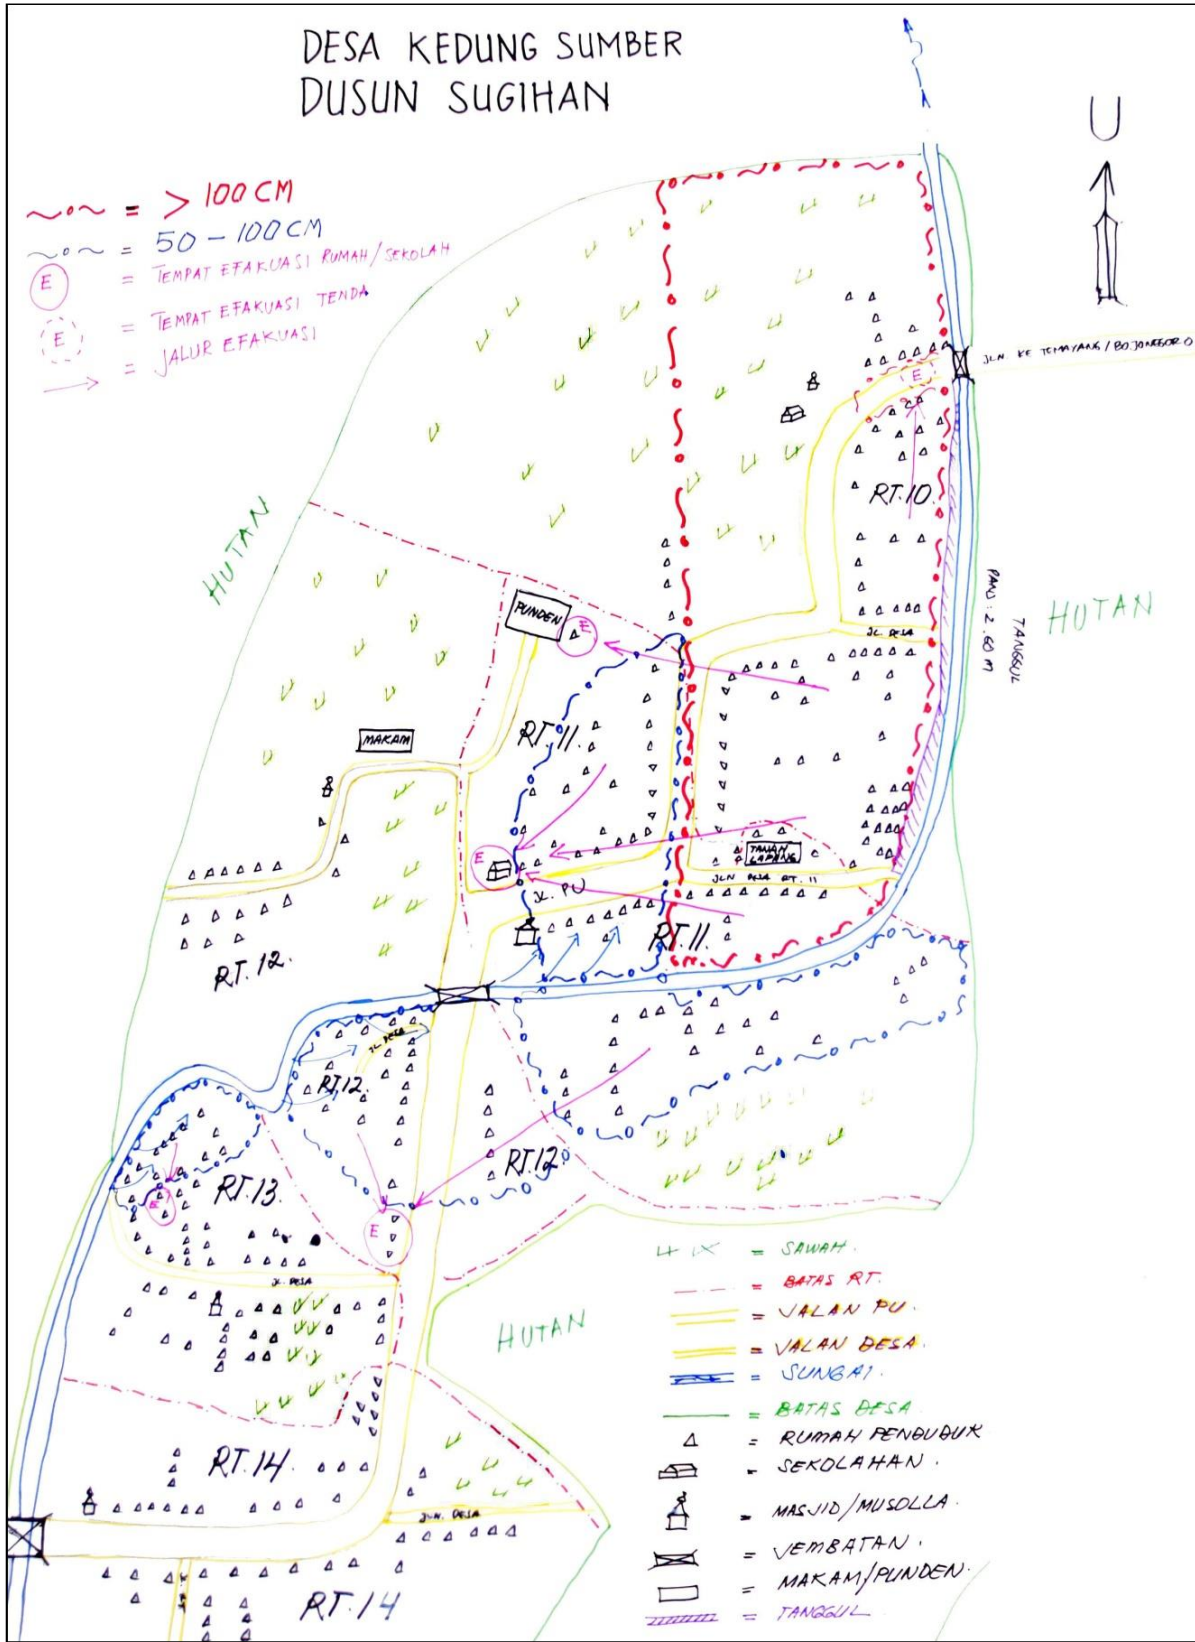 DESA KEDUNG SUMBER
DUSUN SUGIHAN
U
= > 100 CM
= 50 - 100 CM
E = TEMPAT EFAKUASI RUMAH/SEKOLAH
E = TEMPAT EFAKUASI TENDA
= JALUR EFAKUASI
JLN KE TEMAYANG/BOJONEGORO
E
RT.10.
HUTAN
PUNDEN
E
HUTAN
JL. DESA
PANJ: 2.60 M
TANGGUL
RT.11.
MAKAM
E
TANAH
LAPANG
JLN DESA RT.11
JL. PU
RT.11.
RT.12.
JL. DESA
RT.12.
RT.12.
RT.13.
E
E
JL. DESA
HUTAN
= SAWAH.
= BATAS RT.
= JALAN PU.
= JALAN DESA.
= SUNGAI.
= BATAS DESA
= RUMAH PENDUDUK
= SEKOLAHAN.
= MASJID/MUSOLLA.
= JEMBATAN.
= MAKAM/PUNDEN.
= TANGGUL
RT.14.
JLN. DESA
RT.14